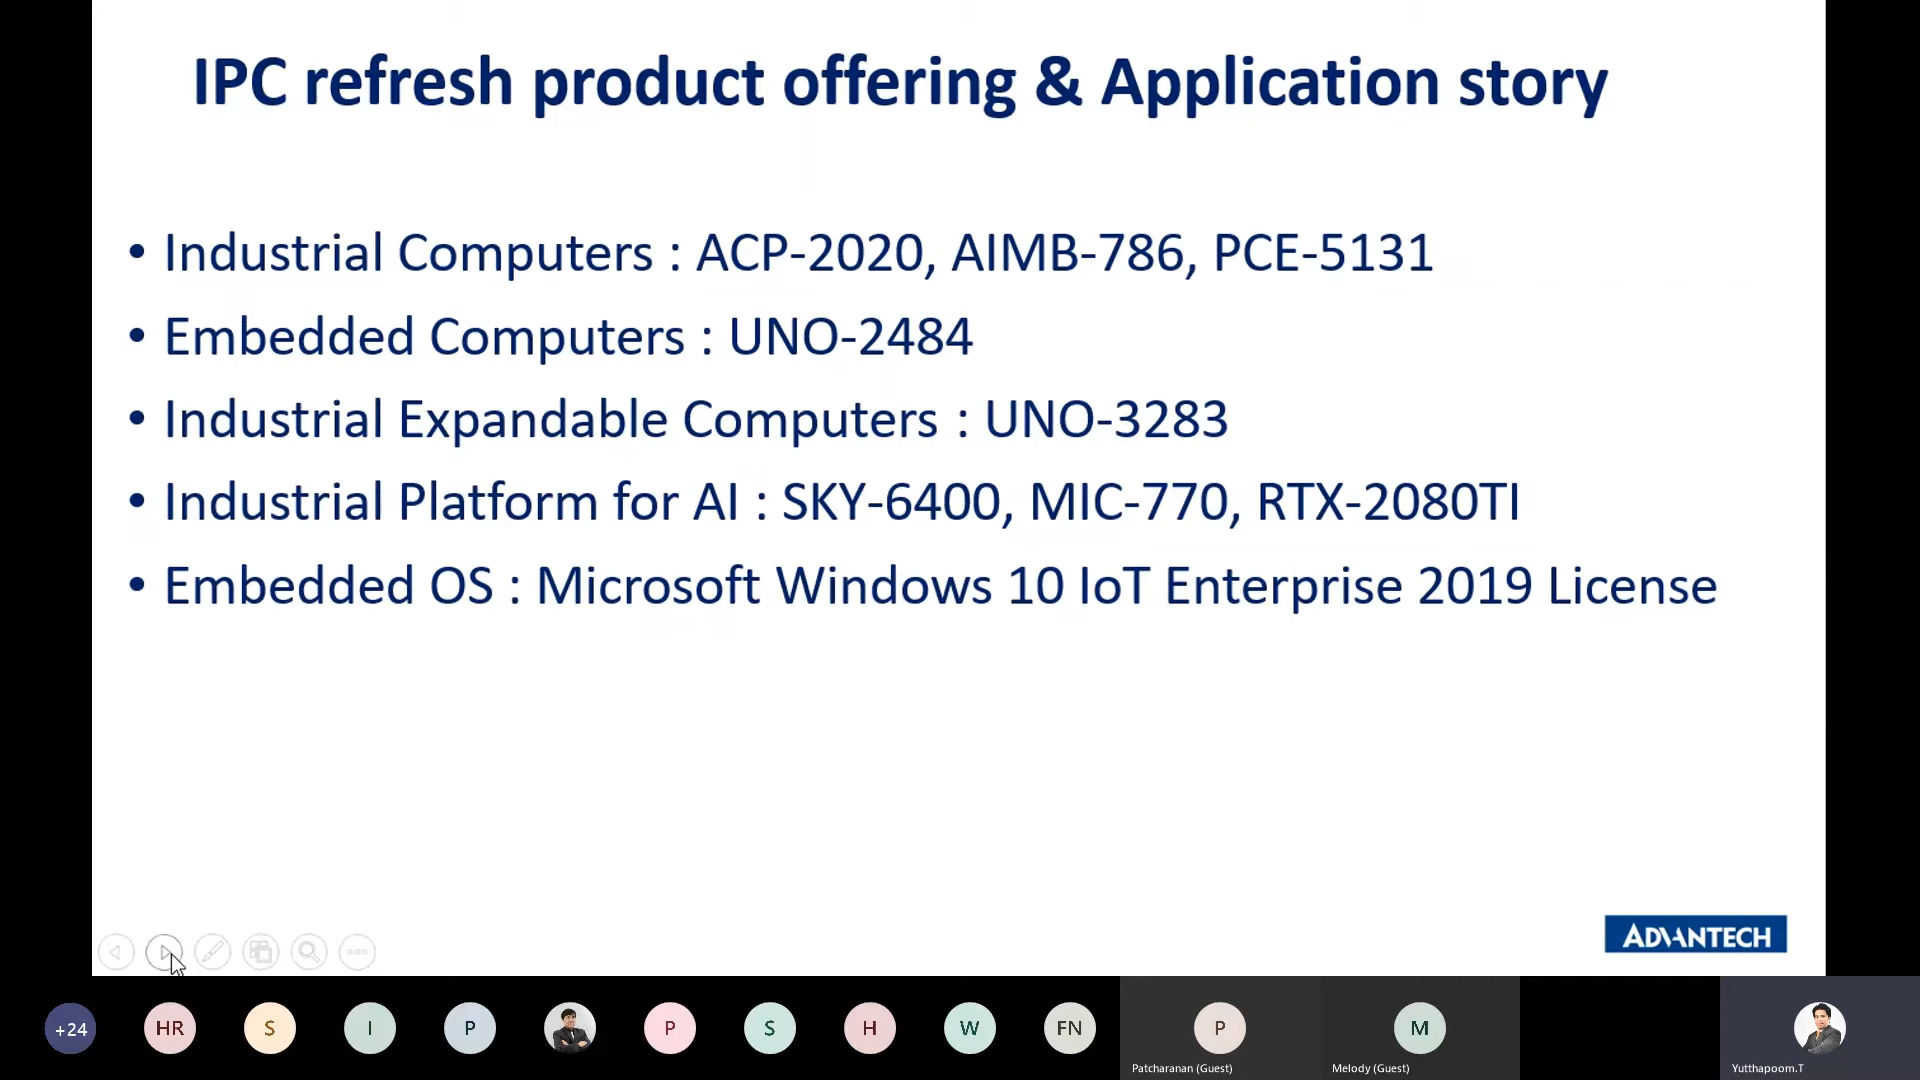 IPC refresh product offering & Application story
• Industrial Computers : ACP-2020, AIMB-786, PCE-5131
• Embedded Computers : UNO-2484
• Industrial Expandable Computers : UNO-3283
• Industrial Platform for AI : SKY-6400, MIC-770, RTX-2080TI
• Embedded OS : Microsoft Windows 10 IoT Enterprise 2019 License
ADVANTECH
+24 HR S I P P S H W FN P M
Patcharanan (Guest) Melody (Guest) Yutthapoom.T